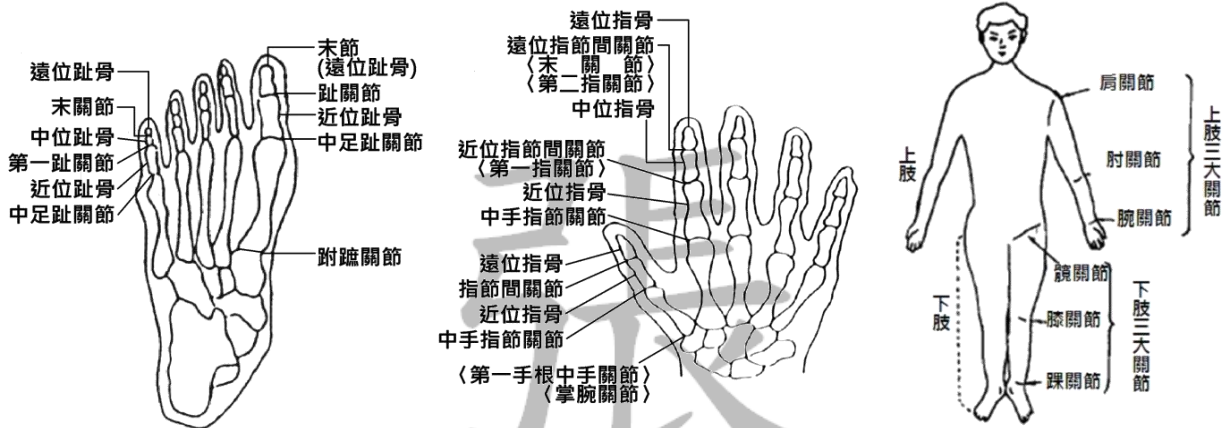 末節
(遠位趾骨)
趾關節
近位趾骨
中足趾關節
跗蹠關節
遠位趾骨
末關節
中位趾骨
第一趾關節
近位趾骨
中足趾關節
遠位指骨
遠位指節間關節
〈末關節〉
〈第二指關節〉
中位指骨
近位指節間關節
〈第一指關節〉
近位指骨
中手指節關節
遠位指骨
指節間關節
近位指骨
中手指節關節
〈第一手根中手關節〉
〈掌腕關節〉
張
肩關節
肘關節
腕關節
上肢三大關節
上肢
髖關節
膝關節
踝關節
下肢三大關節
下肢